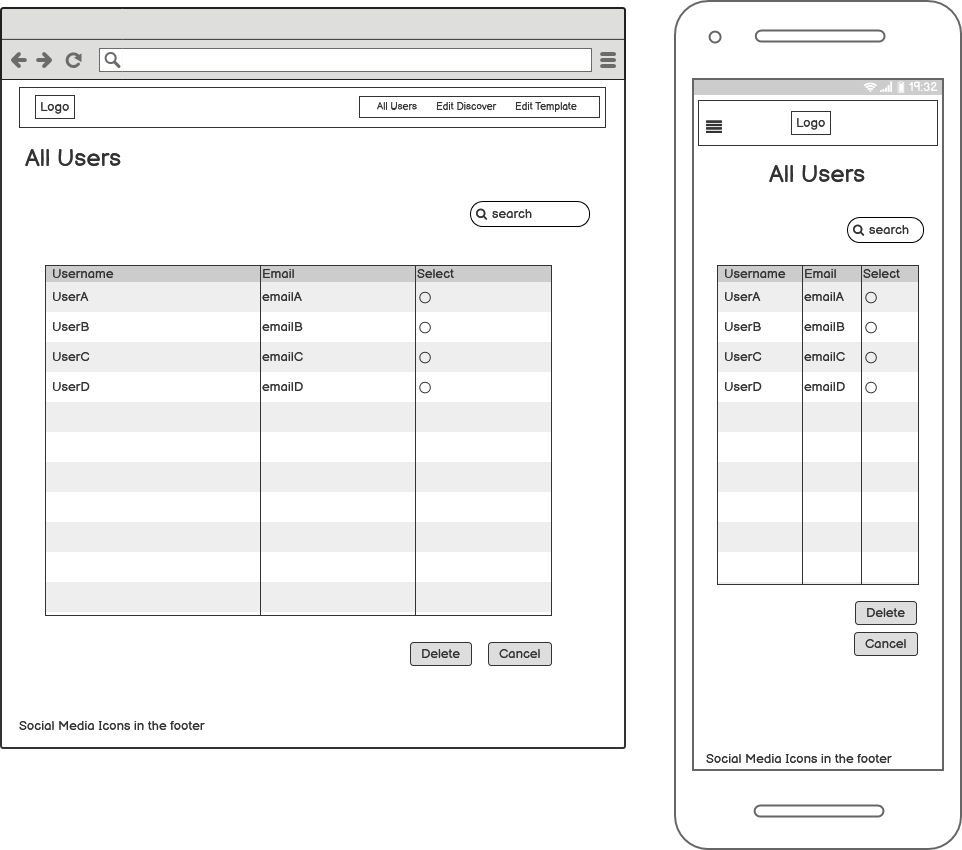 Logo
All Users Edit Discover Edit Template
All Users
search
Username Email Select
UserA emailA
UserB emailB
UserC emailC
UserD emailD
Delete Cancel
Social Media Icons in the footer
19:32
Logo
All Users
search
Username Email Select
UserA emailA
UserB emailB
UserC emailC
UserD emailD
Delete
Cancel
Social Media Icons in the footer